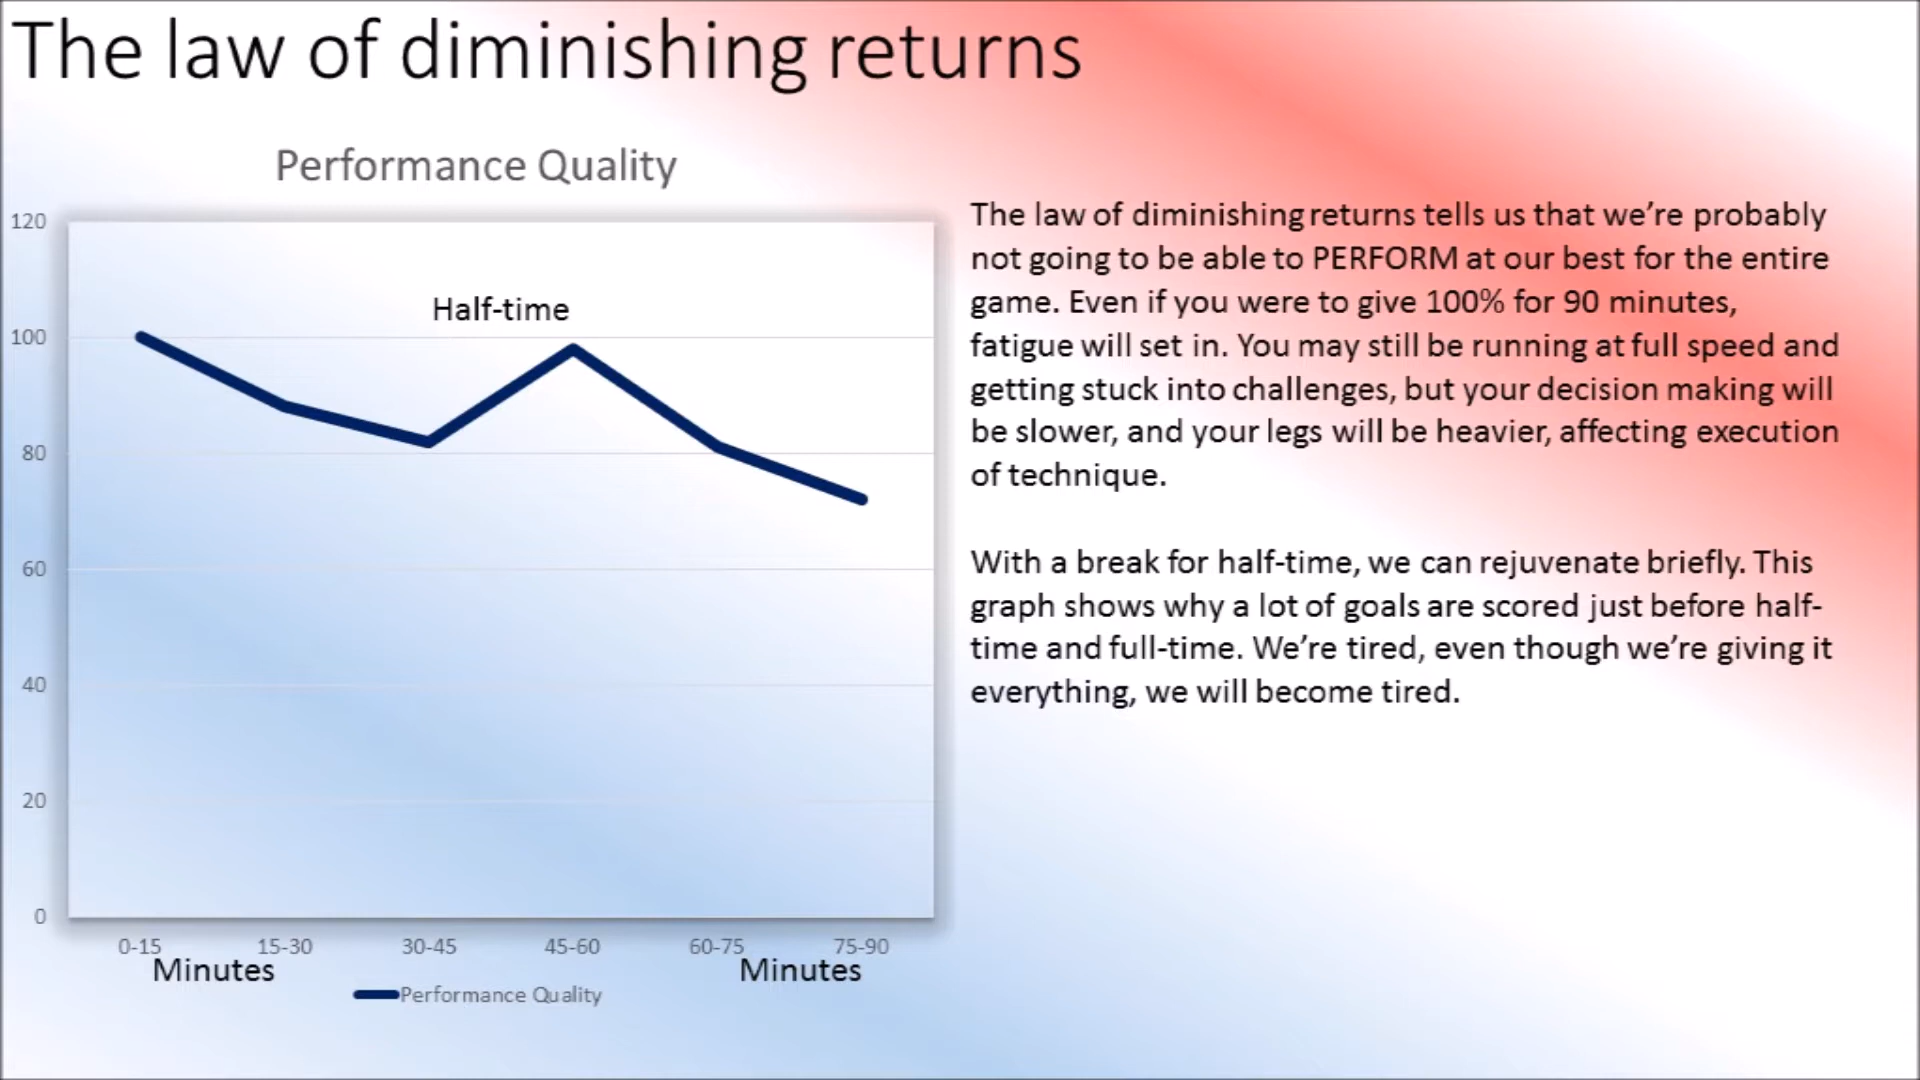 The law of diminishing returns
Performance Quality
120
100
80
60
40
20
0
Half-time
0-15 15-30 30-45 45-60 60-75 75-90
Minutes Minutes
Performance Quality
The law of diminishing returns tells us that we’re probably
not going to be able to PERFORM at our best for the entire
game. Even if you were to give 100% for 90 minutes,
fatigue will set in. You may still be running at full speed and
getting stuck into challenges, but your decision making will
be slower, and your legs will be heavier, affecting execution
of technique.
With a break for half-time, we can rejuvenate briefly. This
graph shows why a lot of goals are scored just before half-
time and full-time. We’re tired, even though we’re giving it
everything, we will become tired.